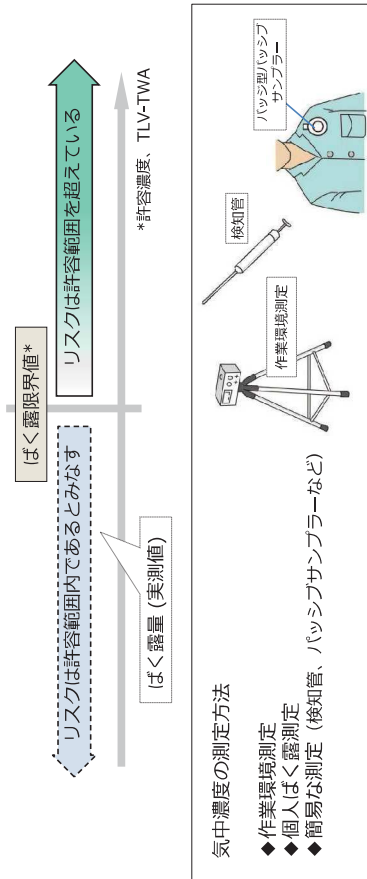 ばく露限界値*
リスクは許容範囲内であるとみなす
リスクは許容範囲を超えている
ばく露量 (実測値)
*許容濃度、TLV-TWA
気中濃度の測定方法
◆作業環境測定
◆個人ばく露測定
◆簡易な測定（検知管、パッシブサンプラーなど）
作業環境測定
検知管
バッジ型パッシブ
サンプラー